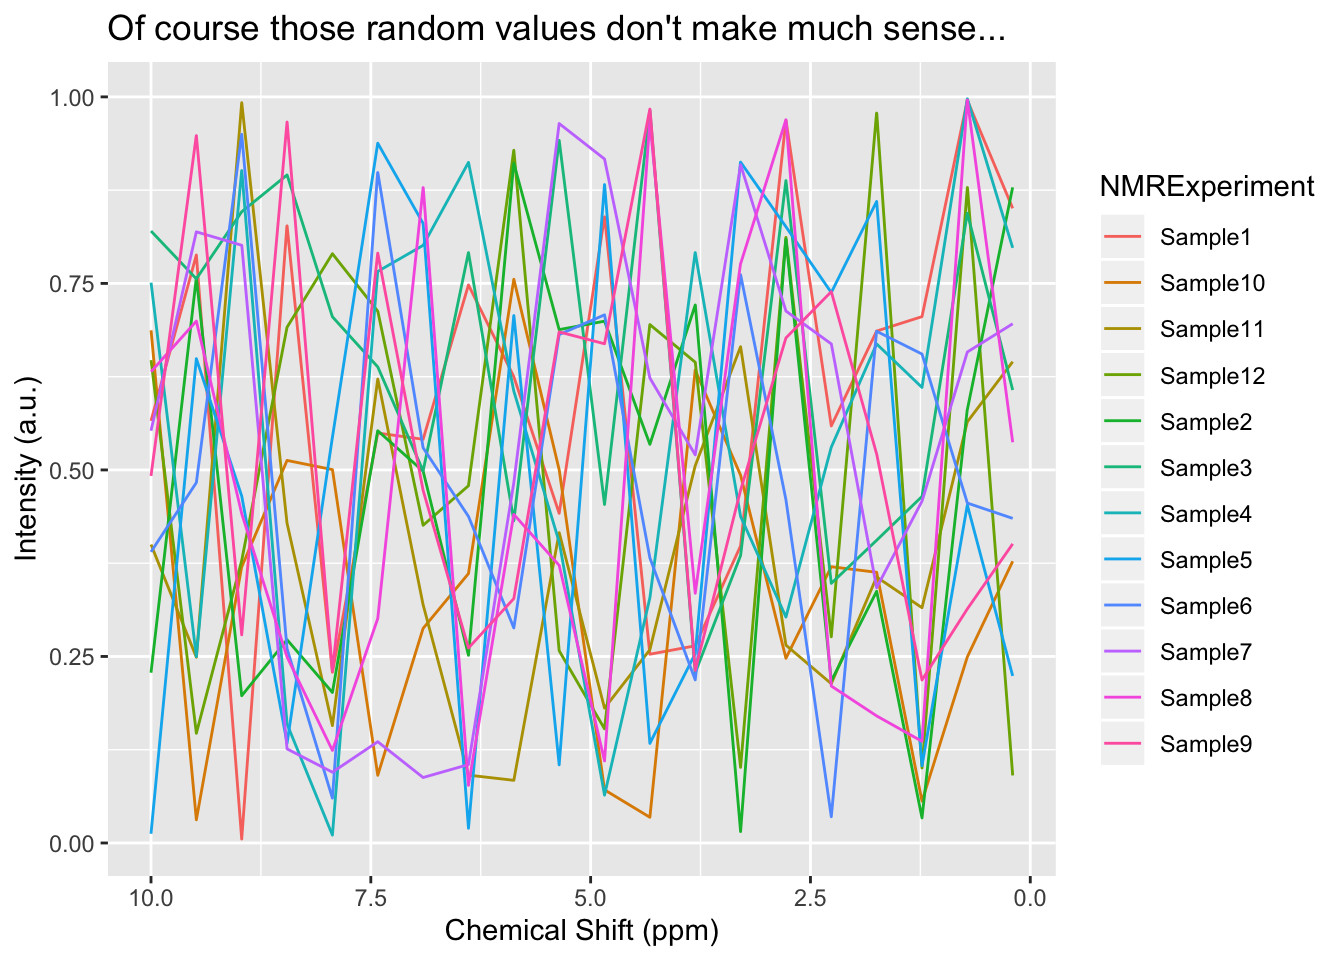 Of course those random values don't make much sense...
1.00
0.75
0.50
0.25
0.00
Intensity (a.u.)
10.0
7.5
5.0
2.5
0.0
Chemical Shift (ppm)
NMRExperiment
Sample1
Sample10
Sample11
Sample12
Sample2
Sample3
Sample4
Sample5
Sample6
Sample7
Sample8
Sample9